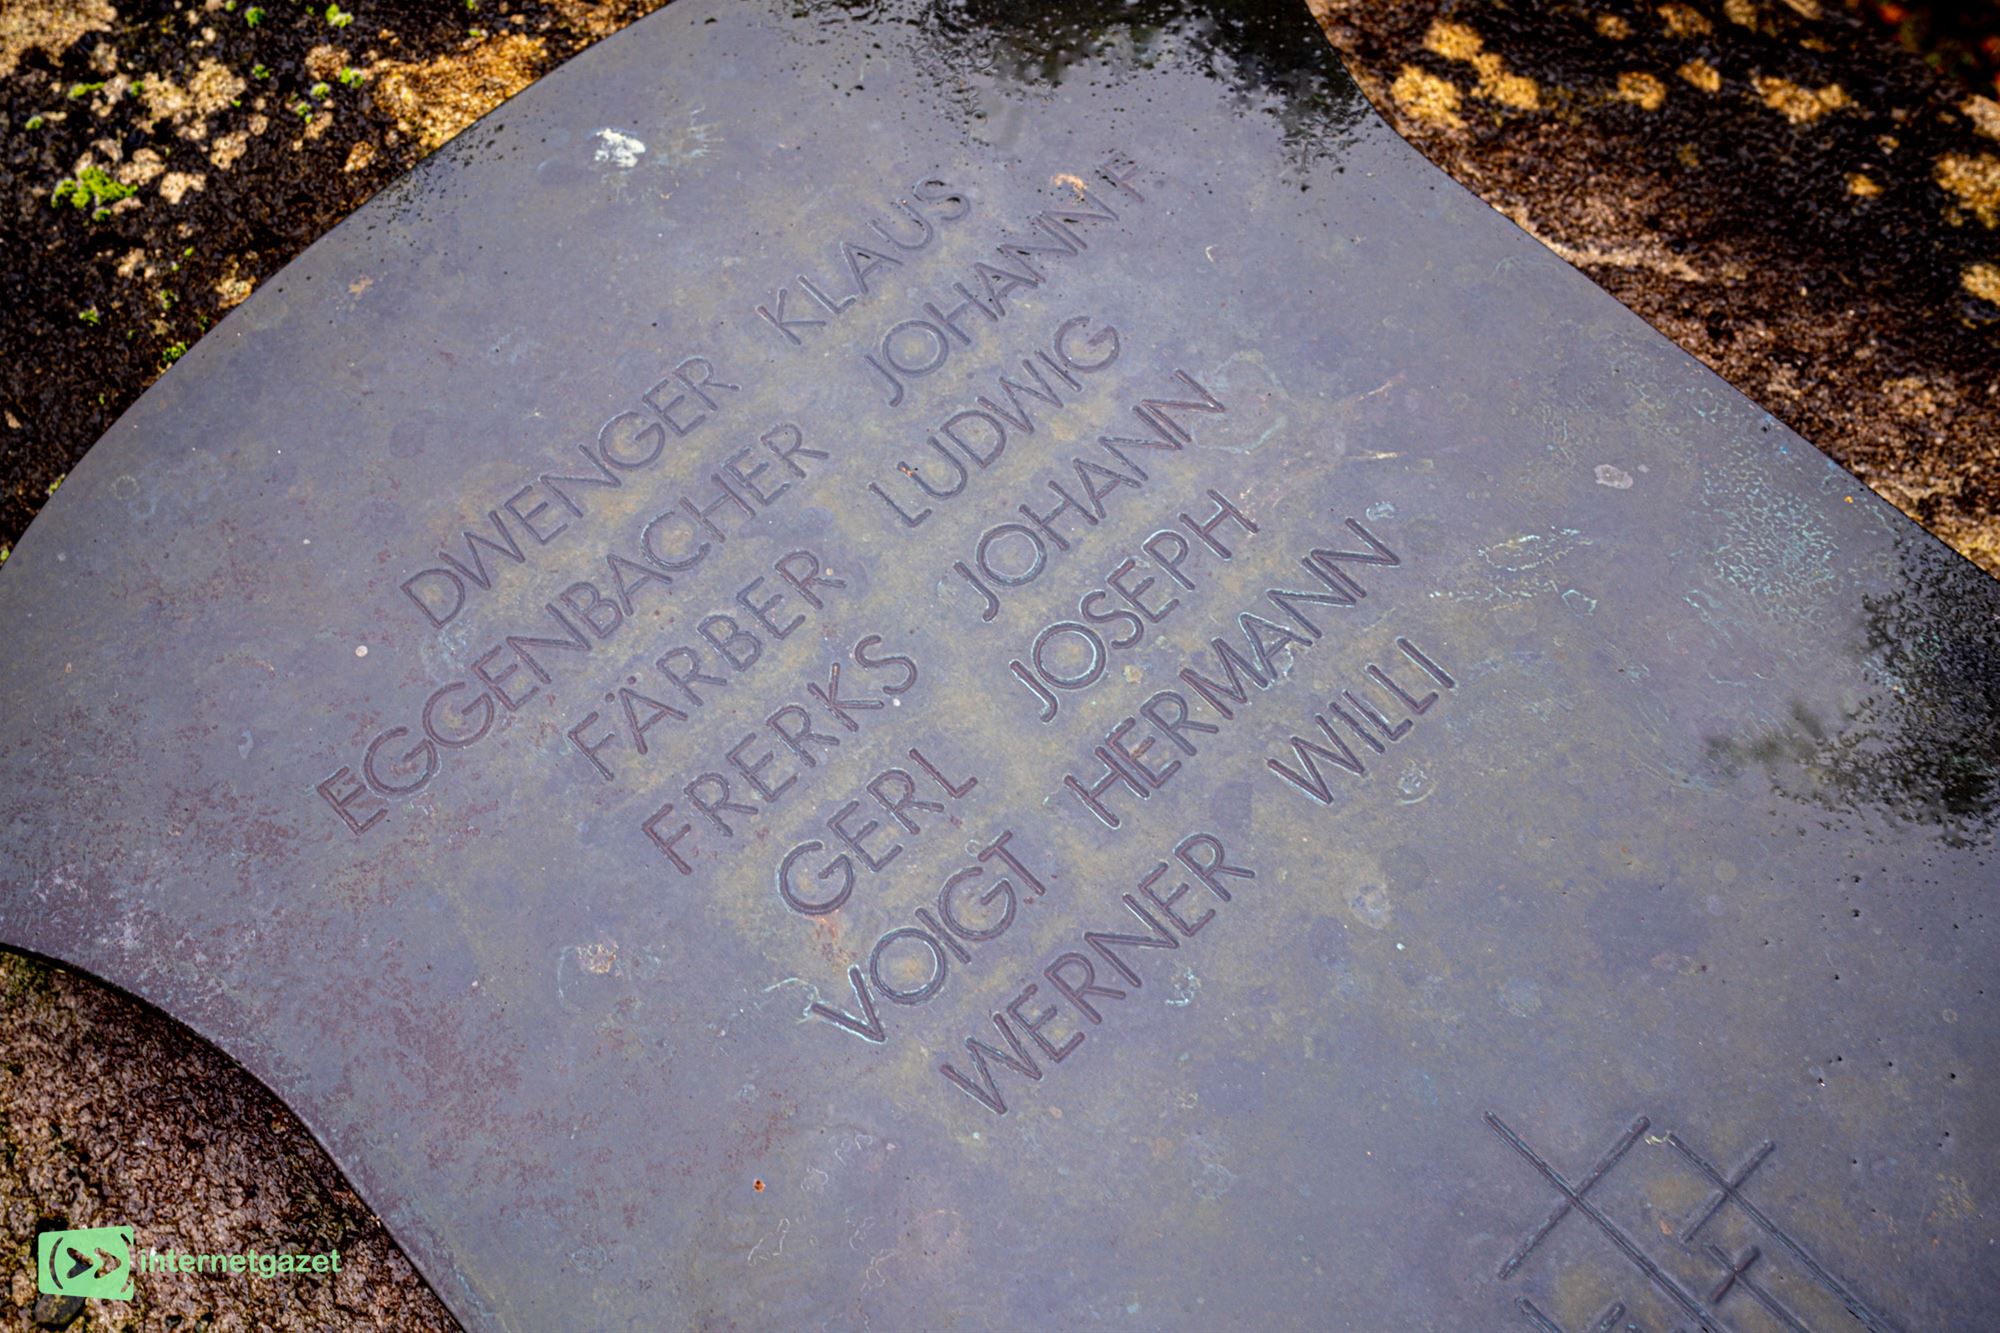 DWENGER KLAUS
EGGENBACHER JOHANN F
FÄRBER LUDWIG
FRERKS JOHANN
GERL JOSEPH
VOIGT HERMANN
WERNER WILLI
internetgazet